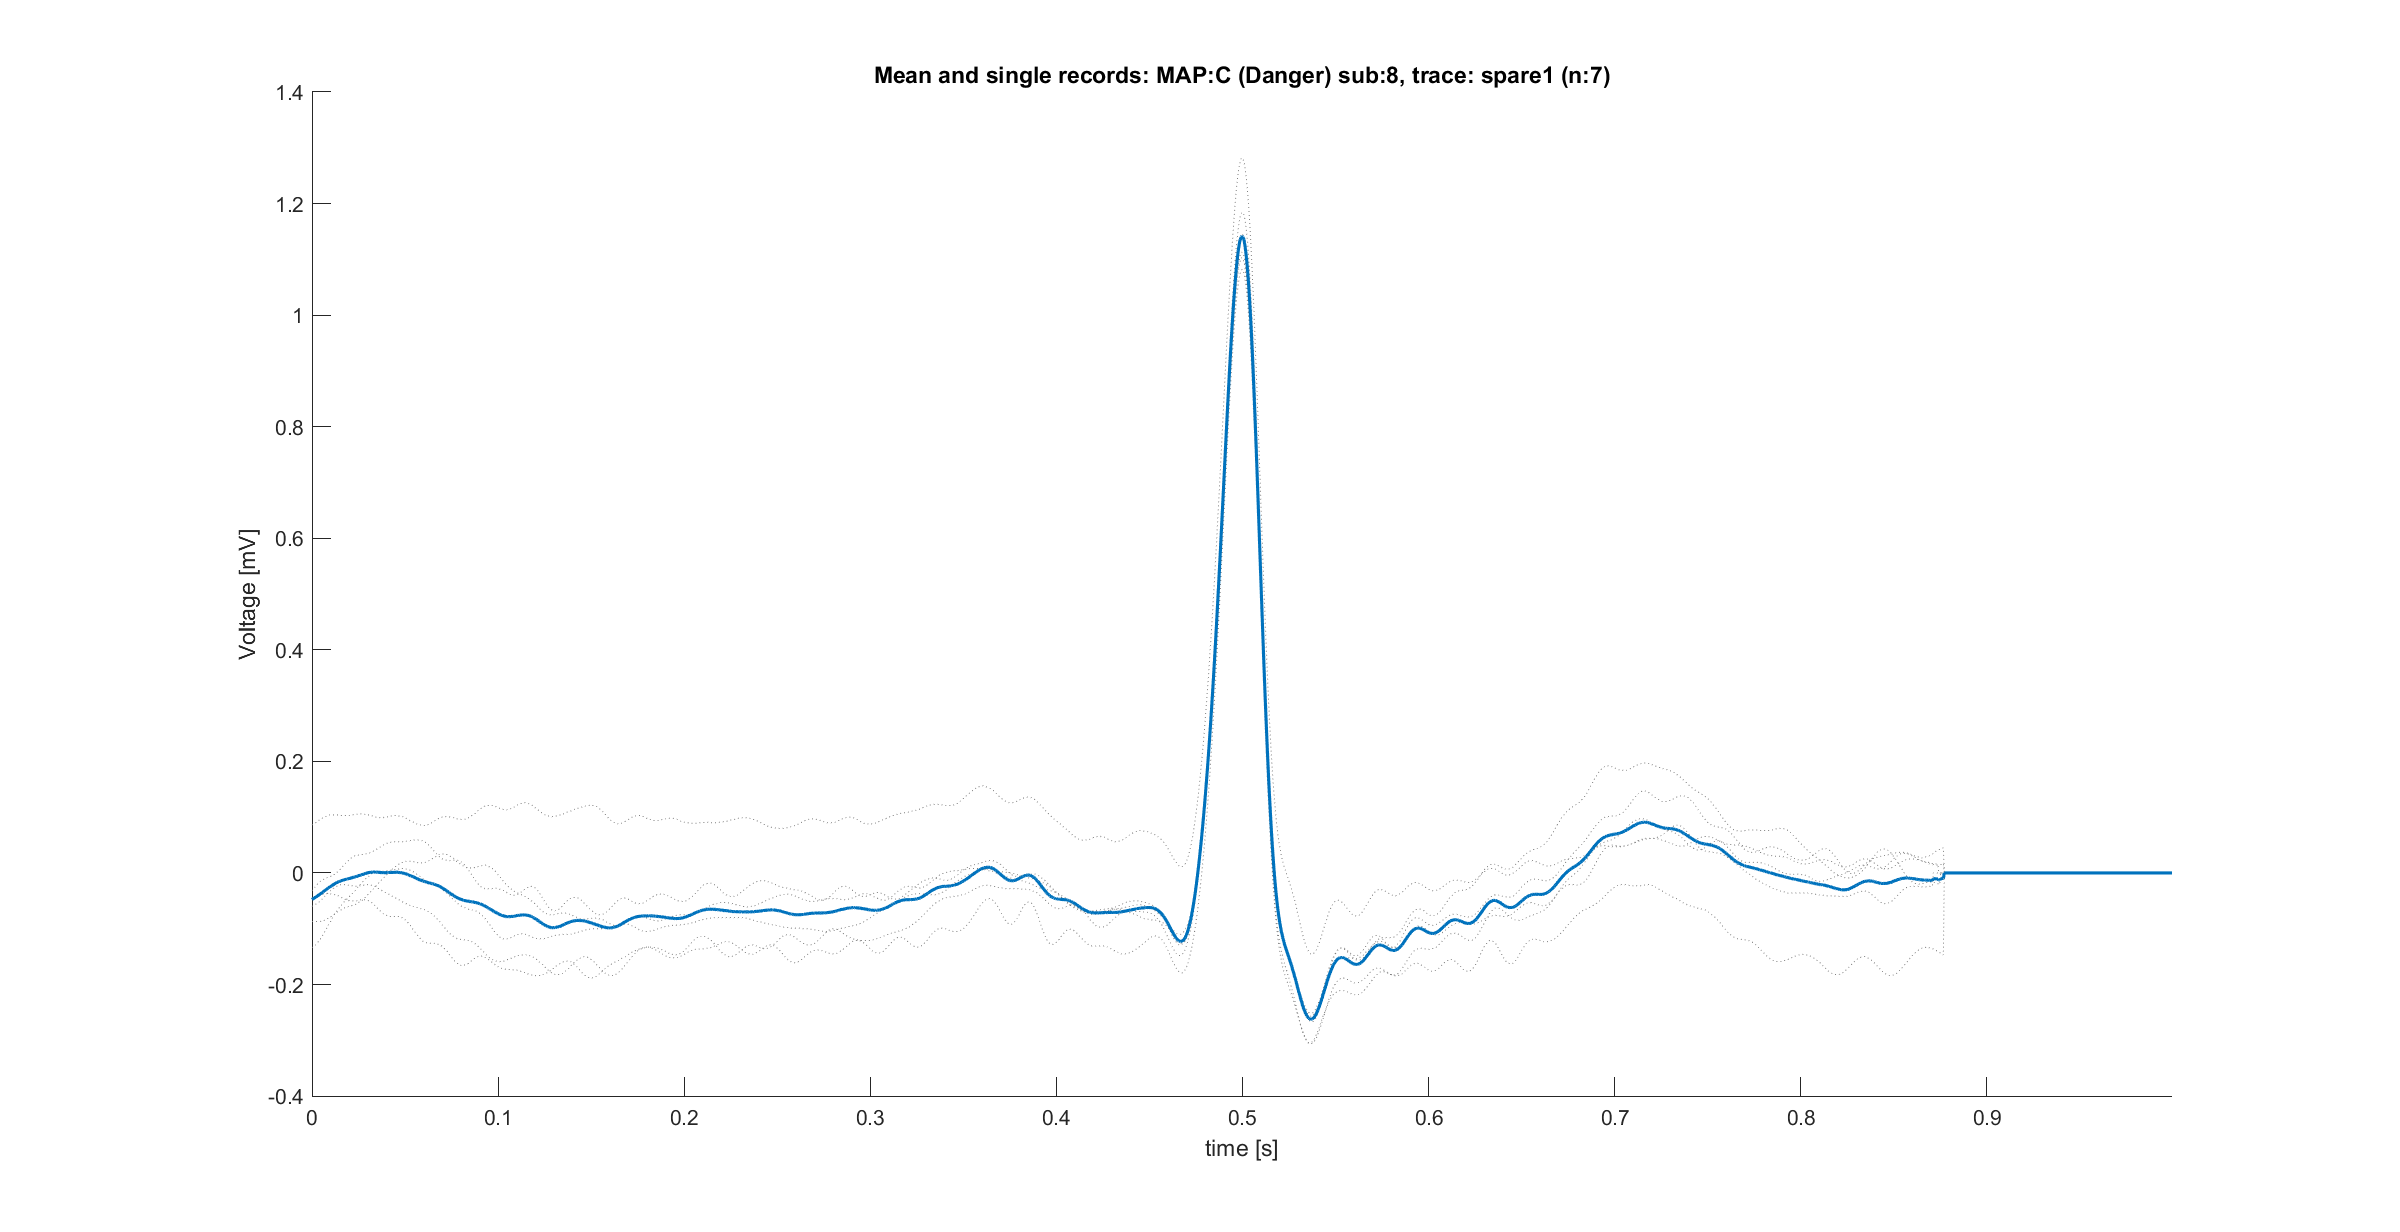 Mean and single records: MAP:C (Danger) sub:8, trace: spare1 (n:7)
1.4
1.2
1
0.8
0.6
0.4
0.2
0
-0.2
-0.4
Voltage [mV]
0 0.1 0.2 0.3 0.4 0.5 0.6 0.7 0.8 0.9
time [s]